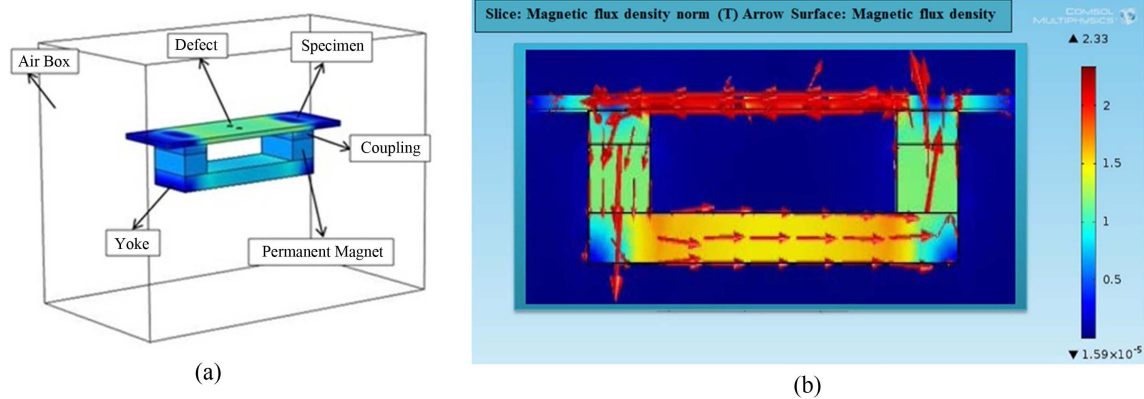 (a)
Defect
Specimen
Air Box
Coupling
Yoke
Permanent Magnet
Slice: Magnetic flux density norm (T) Arrow Surface: Magnetic flux density
COMSOL
MULTIPHYSICS
▲ 2.33
2
1.5
1
0.5
▼ 1.59×10⁻⁵
(a)
(b)